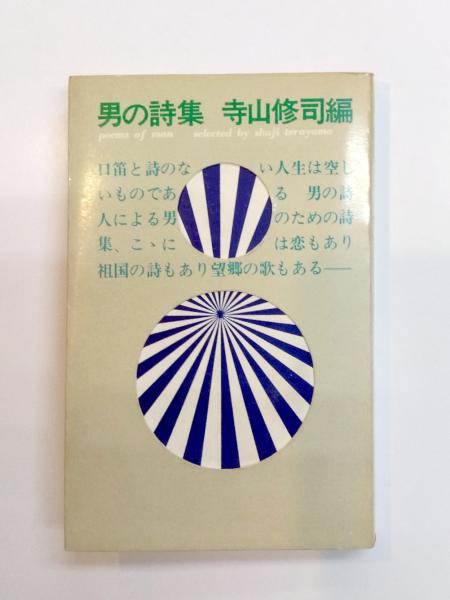 男の詩集 寺山修司編
poems of man selected by shuji terayama
口笛と詩のない人生は空し
いものである 男の詩
人による男のための詩
集、こゝには恋もあり
祖国の詩もあり望郷の歌もある――